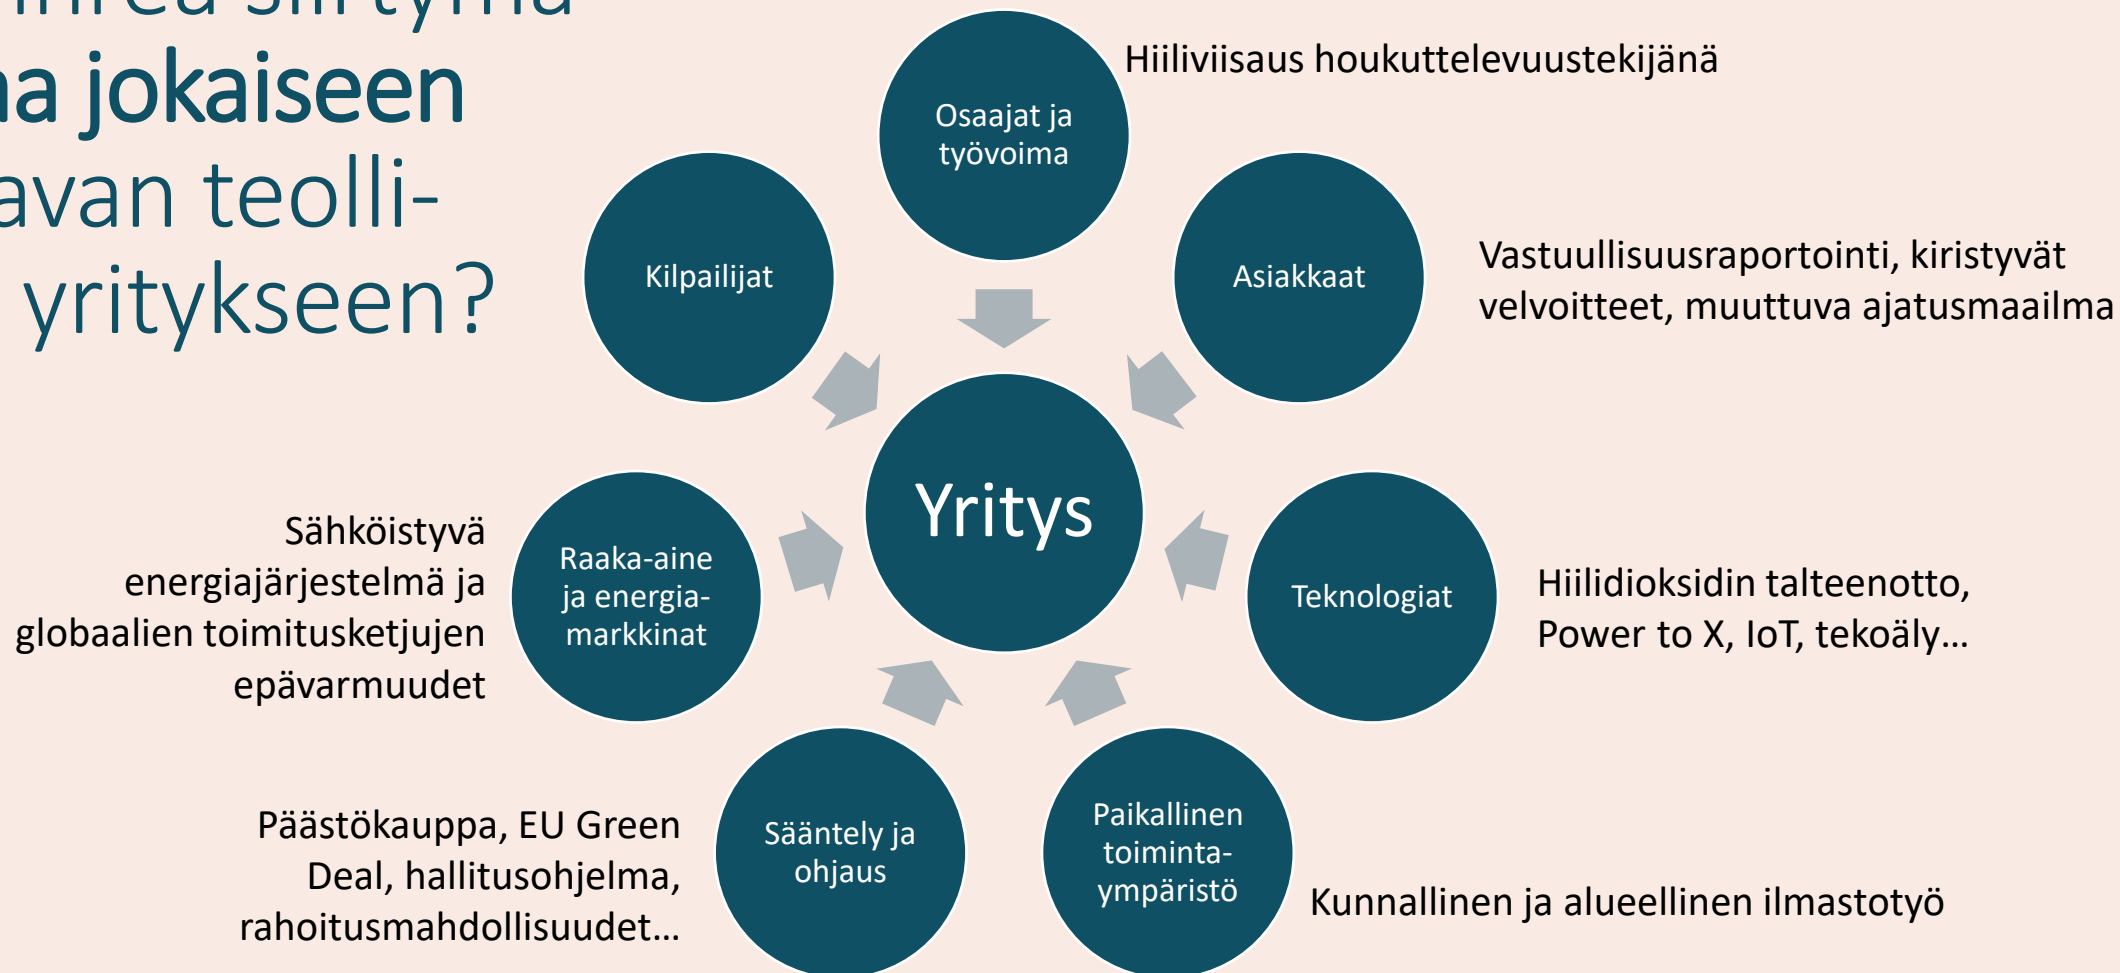 siirtymä
jokaiseen
teolli-
yritykseen?
Osaajat ja
työvoima
Hiiliviisaus houkuttelevuustekijänä
Asiakkaat
Vastuullisuusraportointi, kiristyvät
velvoitteet, muuttuva ajatusmaailma
Teknologiat
Hiilidioksidin talteenotto,
Power to X, IoT, tekoäly…
Paikallinen
toiminta-
ympäristö
Kunnallinen ja alueellinen ilmastotyö
Sääntely ja
ohjaus
Päästökauppa, EU Green
Deal, hallitusohjelma,
rahoitusmahdollisuudet…
Raaka-aine
ja energia-
markkinat
Sähköistyvä
energiajärjestelmä ja
globaalien toimitusketjujen
epävarmuudet
Kilpailijat
Yritys